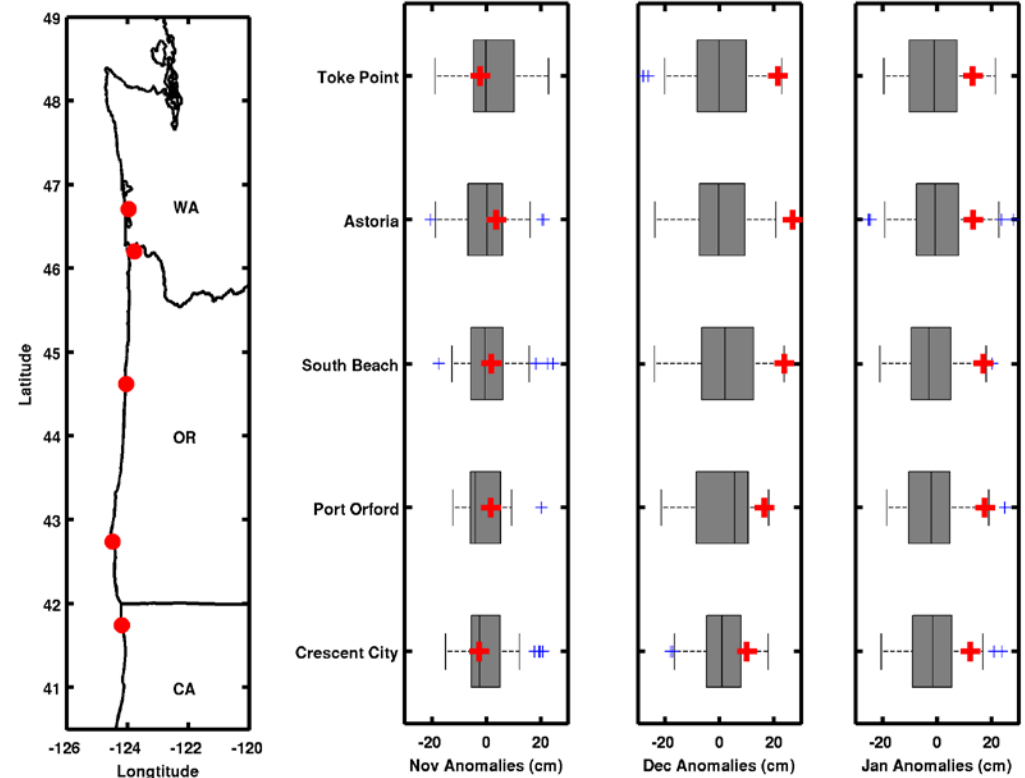 49
48
47
46
45
44
43
42
41
Latitude
WA
OR
CA
-126 -124 -122 -120
Longtitude
Toke Point
Astoria
South Beach
Port Orford
Crescent City
-20 0 20
Nov Anomalies (cm)
-20 0 20
Dec Anomalies (cm)
-20 0 20
Jan Anomalies (cm)